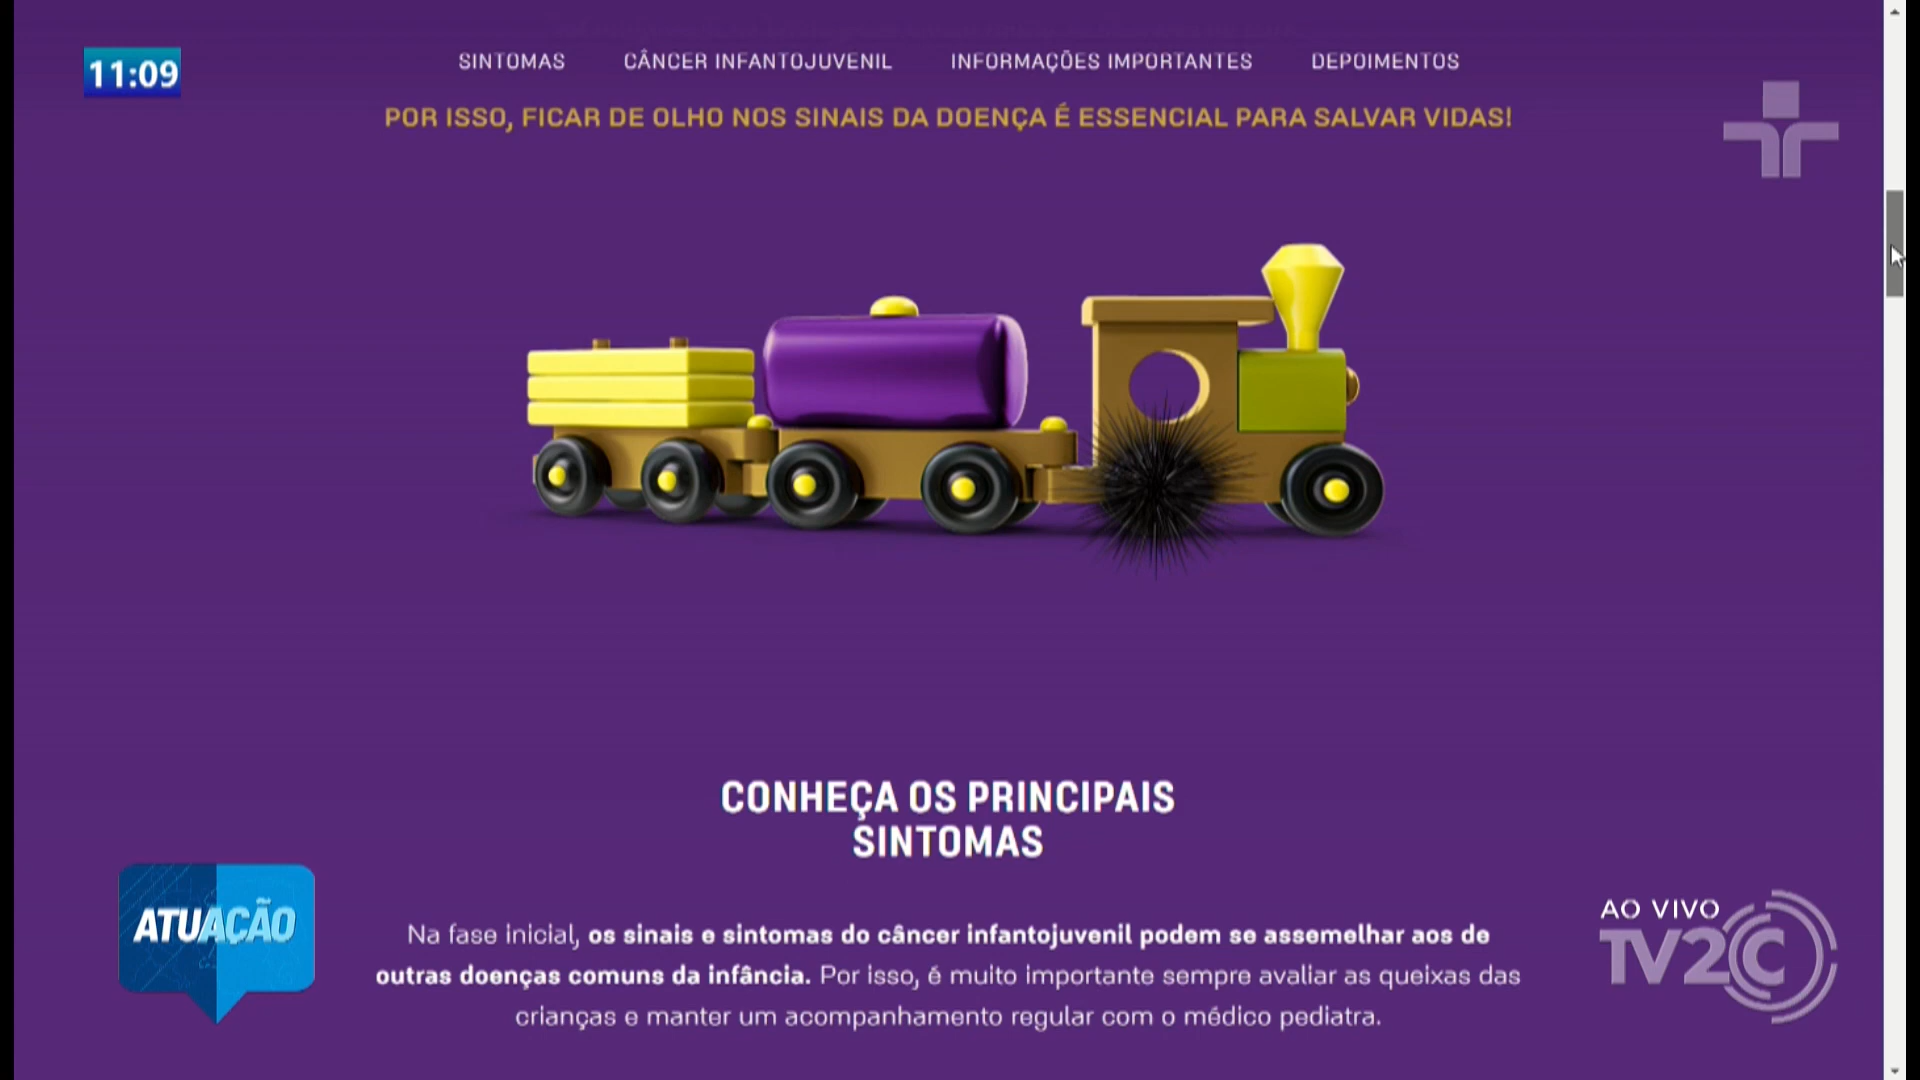 11:09
SINTOMAS CÂNCER INFANTOJUVENIL INFORMAÇÕES IMPORTANTES DEPOIMENTOS
POR ISSO, FICAR DE OLHO NOS SINAIS DA DOENÇA É ESSENCIAL PARA SALVAR VIDAS!
CONHEÇA OS PRINCIPAIS
SINTOMAS
Na fase inicial, os sinais e sintomas do câncer infantojuvenil podem se assemelhar aos de
outras doenças comuns da infância. Por isso, é muito importante sempre avaliar as queixas das
crianças e manter um acompanhamento regular com o médico pediatra.
ATUAÇÃO
AO VIVO
TV2C